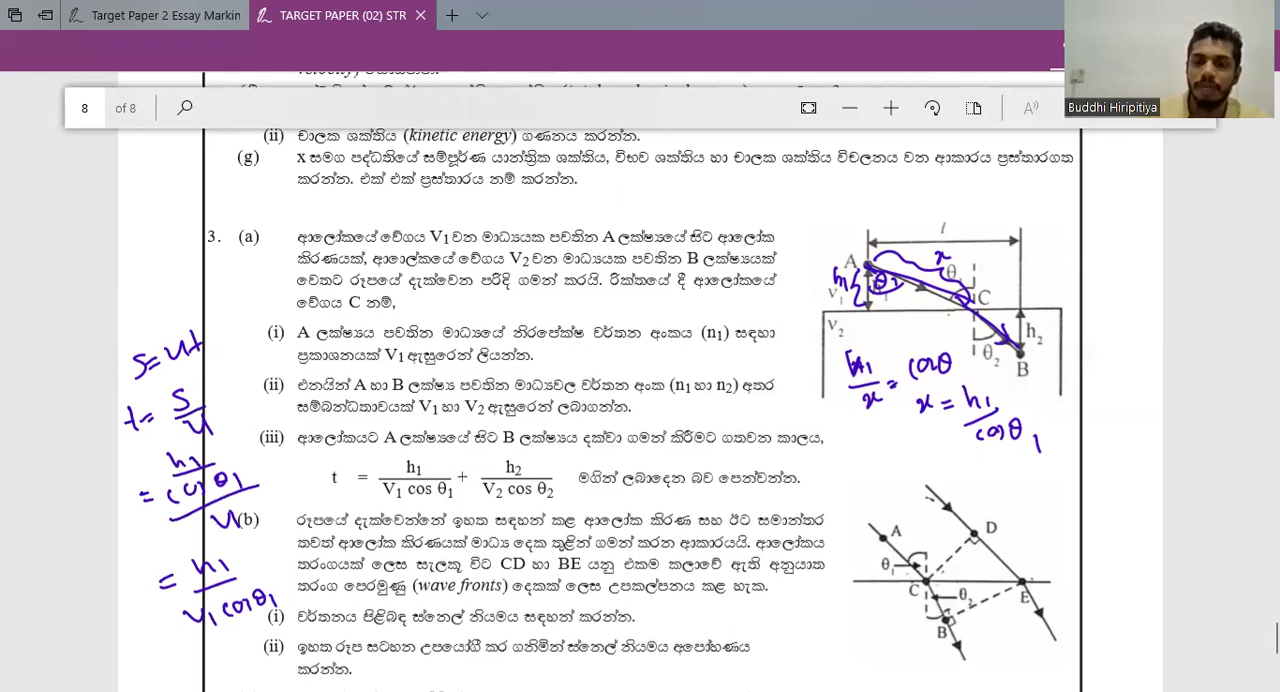 Target Paper 2 Essay Markin
TARGET PAPER (02) STR
8 of 8
Buddhi Hiripitiya
(ii) චාලක ශක්තිය (kinetic energy) ගණනය කරන්න.
(g) x සමග පද්ධතියේ සම්පූර්ණ යාන්ත්‍රික ශක්තිය, විභව ශක්තිය හා චාලක ශක්තිය විචලනය වන ආකාරය ප්‍රස්තාරගත
කරන්න. එක් එක් ප්‍රස්තාරය නම් කරන්න.
3. (a) ආලෝකයේ වේගය V1 වන මාධ්‍යයක පවතින A ලක්ෂ්‍යයේ සිට ආලෝක
කිරණයක්, ආලෝකයේ වේගය V2 වන මාධ්‍යයක පවතින B ලක්ෂ්‍යයක්
වෙතට රූපයේ දැක්වෙන පරිදි ගමන් කරයි. රික්තයේ දී ආලෝකයේ
වේගය C නම්,
(i) A ලක්ෂ්‍යය පවතින මාධ්‍යයේ නිරපේක්ෂ වර්තන අංකය (n1) සඳහා
ප්‍රකාශනයක් V1 ඇසුරෙන් ලියන්න.
(ii) එනයින් A හා B ලක්ෂ්‍ය පවතින මාධ්‍යවල වර්තන අංක (n1 හා n2) අතර
සම්බන්ධතාවයක් V1 හා V2 ඇසුරෙන් ලබාගන්න.
(iii) ආලෝකයට A ලක්ෂ්‍යයේ සිට B ලක්ෂ්‍යය දක්වා ගමන් කිරීමට ගතවන කාලය,
t = h1 / V1 cos θ1 + h2 / V2 cos θ2 මගින් ලබාදෙන බව පෙන්වන්න.
(b) රූපයේ දැක්වෙන්නේ ඉහත සඳහන් කළ ආලෝක කිරණ සහ ඊට සමාන්තර
තවත් ආලෝක කිරණයක් මාධ්‍ය දෙක තුළින් ගමන් කරන ආකාරයයි. ආලෝකය
තරංගයක් ලෙස සැලකූ විට CD හා BE යනු එකම කලාවේ ඇති අනුයාත
තරංග පෙරමුණු (wave fronts) දෙකක් ලෙස උපකල්පනය කළ හැක.
(i) වර්තනය පිළිබඳ ස්නෙල් නියමය සඳහන් කරන්න.
(ii) ඉහත රූප සටහන උපයෝගී කර ගනිමින් ස්නෙල් නියමය අපෝහණය
කරන්න.
l
A
x
θ1
h1
θ1
V1
C
V2
h2
θ2
B
h1 / x = cosθ
x = h1 / cosθ1
s = ut
t = s / u
= h1 / cosθ1 / u
= h1 / V1 cosθ1
A
D
θ1
C
θ2
E
B